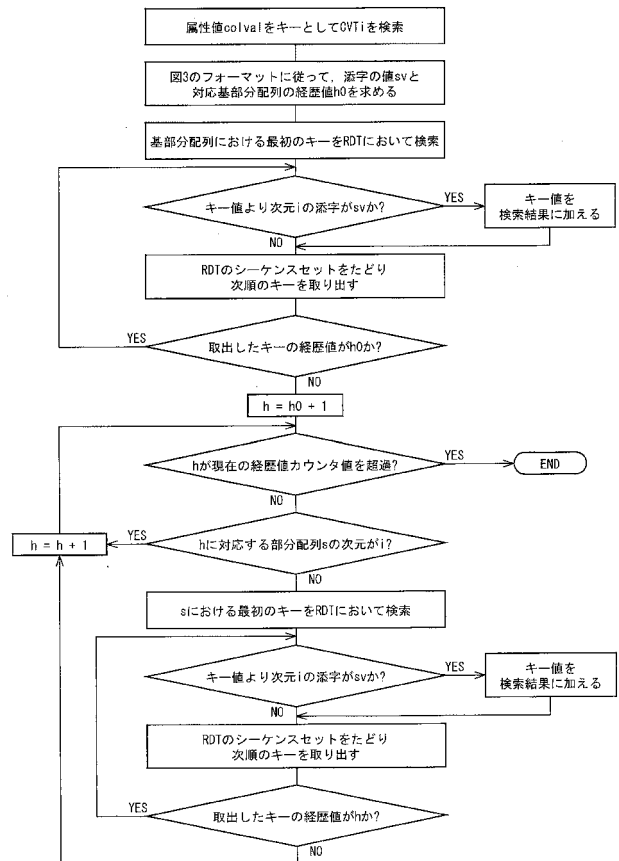 属性値colvalをキーとしてCVTiを検索
図3のフォーマットに従って，添字の値svと
対応基部分配列の経歴値h0を求める
基部分配列における最初のキーをRDTにおいて検索
キー値より次元iの添字がsvか?
YES
キー値を
検索結果に加える
NO
RDTのシーケンスセットをたどり
次順のキーを取り出す
YES
取出したキーの経歴値がh0か?
NO
h = h0 + 1
hが現在の経歴値カウンタ値を超過?
YES
END
NO
h = h + 1
YES
hに対応する部分配列sの次元がi?
NO
sにおける最初のキーをRDTにおいて検索
キー値より次元iの添字がsvか?
YES
キー値を
検索結果に加える
NO
RDTのシーケンスセットをたどり
次順のキーを取り出す
YES
取出したキーの経歴値がhか?
NO